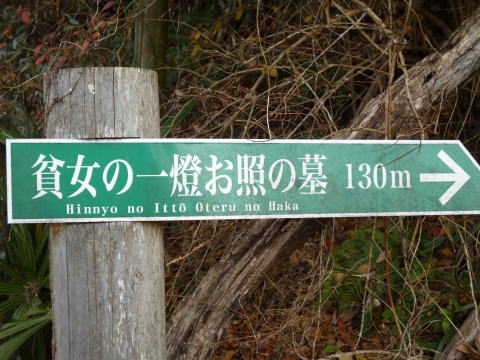 貧女の一燈お照の墓 130m →
Hinnyo no Ittō Oteru no Haka